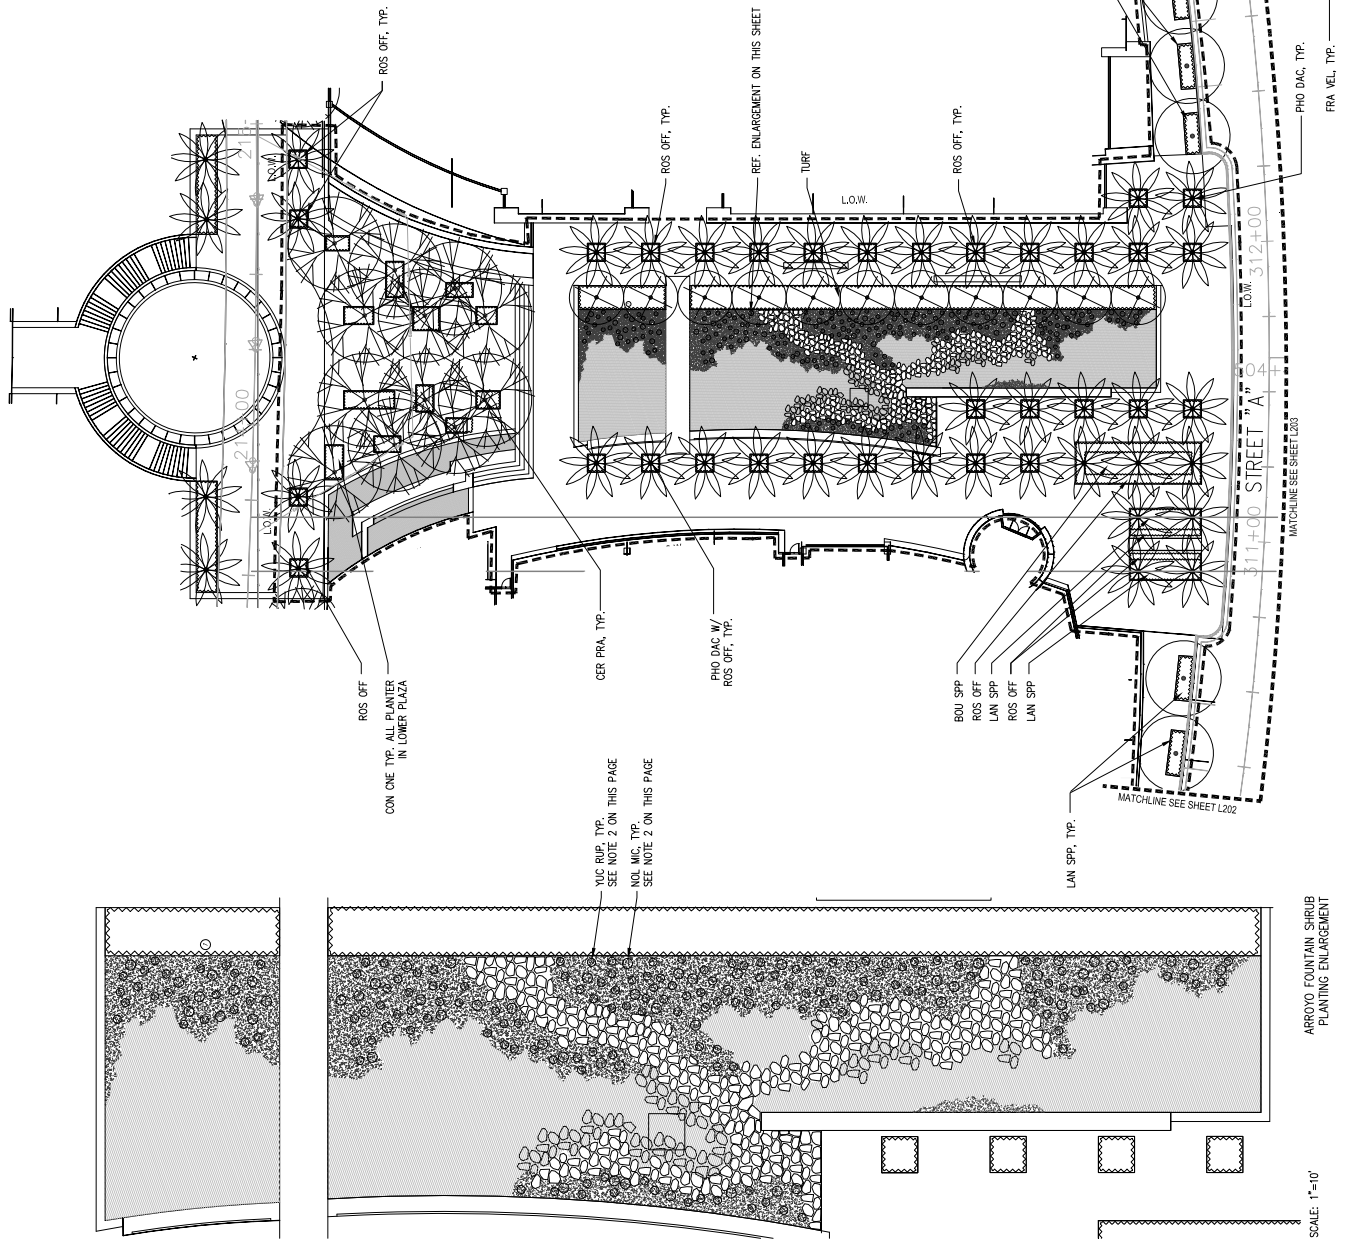 ROS OFF, TYP.
ROS OFF, TYP.
REF. ENLARGEMENT ON THIS SHEET
TURF
ROS OFF, TYP.
PHO DAC, TYP.
FRA VEL, TYP.
L.O.W.
L.O.W.
L.O.W.
L.O.W.
312+00
STREET "A"
311+00
MATCHLINE SEE SHEET L203
ROS OFF
CON CNE TYP. ALL PLANTER
IN LOWER PLAZA
CER PRA, TYP.
PHO DAC W/
ROS OFF, TYP.
BOU SPP
ROS OFF
LAN SPP
ROS OFF
LAN SPP
MATCHLINE SEE SHEET L202
LAN SPP, TYP.
YUC RUP, TYP.
SEE NOTE 2 ON THIS PAGE
NOL MIC, TYP.
SEE NOTE 2 ON THIS PAGE
ARROYO FOUNTAIN SHRUB
PLANTING ENLARGEMENT
SCALE: 1"=10'